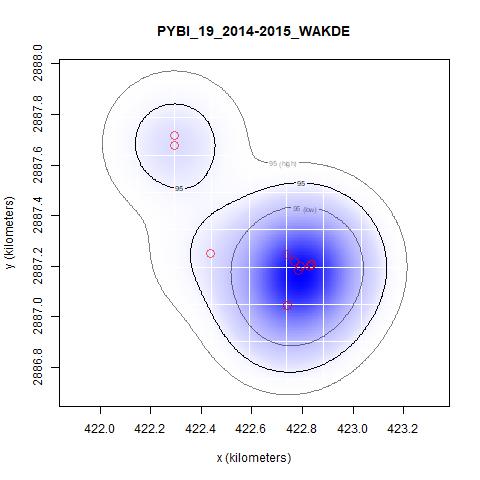 PYBI_19_2014-2015_WAKDE
y (kilometers)
2888.0
2887.8
2887.6
2887.4
2887.2
2887.0
2886.8
95 (high)
95
95
95 (low)
422.0 422.2 422.4 422.6 422.8 423.0 423.2
x (kilometers)